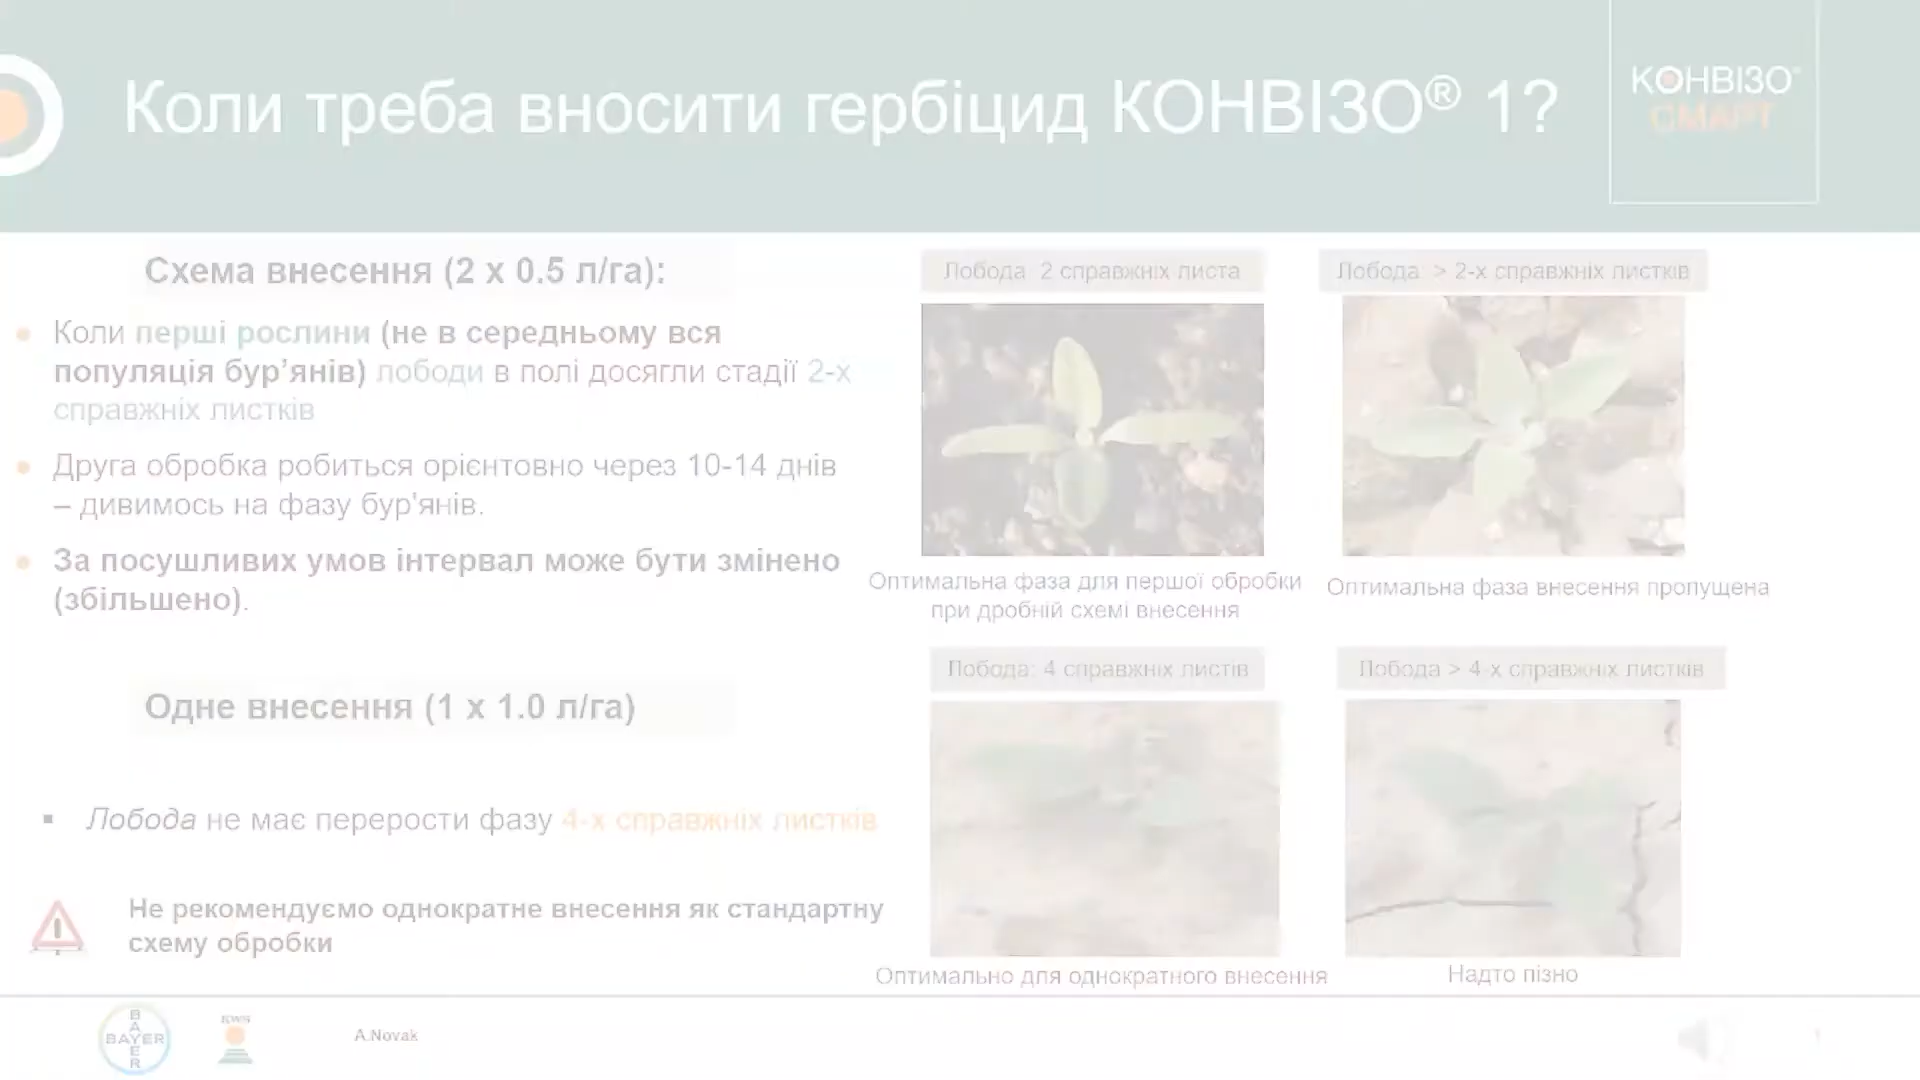 Коли треба вносити гербіцид КОНВІЗО® 1?
КОНВІЗО®
СМАРТ
Схема внесення (2 х 0.5 л/га):
Коли перші рослини (не в середньому вся
популяція бур’янів) лободи в полі досягли стадії 2-х
справжніх листків
Друга обробка робиться орієнтовно через 10-14 днів
– дивимось на фазу бур'янів.
За посушливих умов інтервал може бути змінено
(збільшено).
Одне внесення (1 х 1.0 л/га)
Лобода не має перерости фазу 4-х справжніх листків
Не рекомендуємо однократне внесення як стандартну
схему обробки
Лобода 2 справжніх листа
Оптимальна фаза для першої обробки
при дробній схемі внесення
Лобода > 2-х справжніх листків
Оптимальна фаза внесення пропущена
Лобода: 4 справжніх листів
Оптимально для однократного внесення
Лобода > 4-х справжніх листків
Надто пізно
BAYER
BAYER
KWS
A.Novak